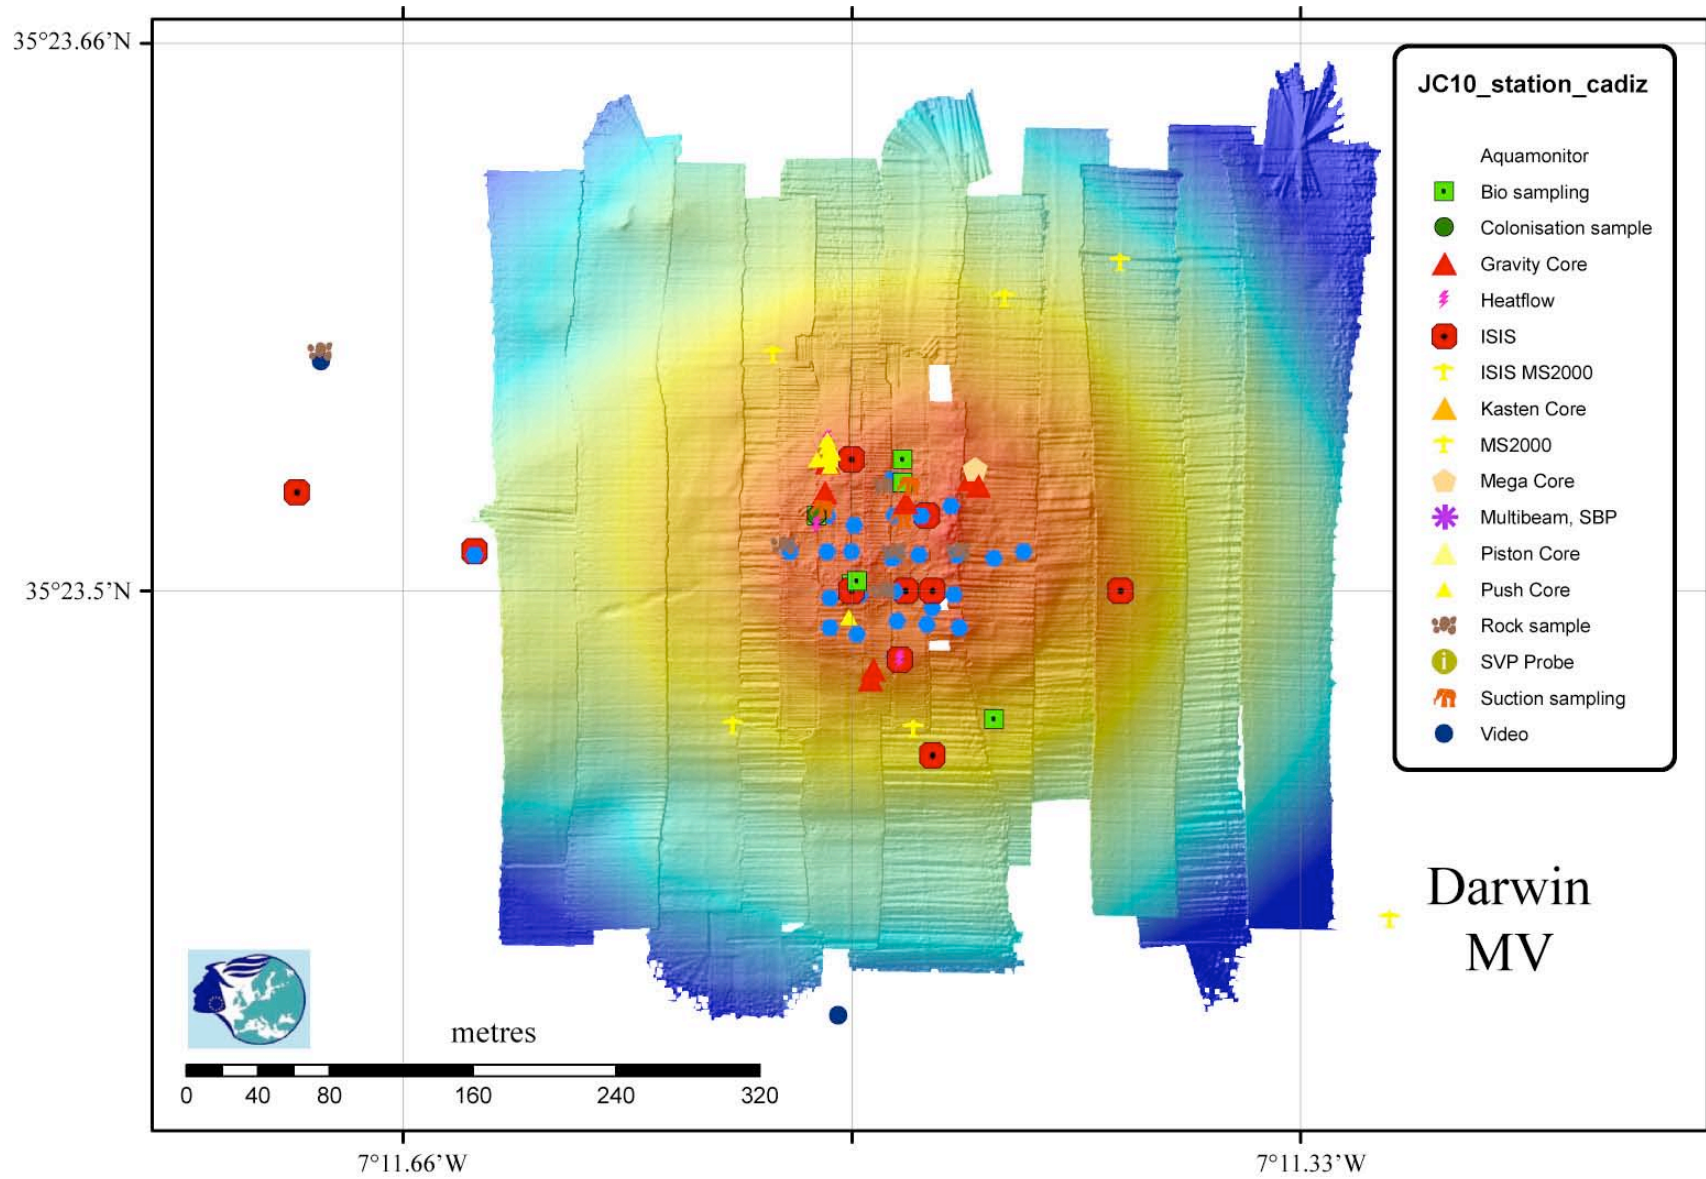 35°23.66’N
JC10_station_cadiz
Aquamonitor
Bio sampling
Colonisation sample
Gravity Core
Heatflow
ISIS
ISIS MS2000
Kasten Core
MS2000
Mega Core
Multibeam, SBP
Piston Core
Push Core
Rock sample
SVP Probe
Suction sampling
Video
35°23.5’N
Darwin
MV
metres
0 40 80 160 240 320
7°11.66’W 7°11.33’W